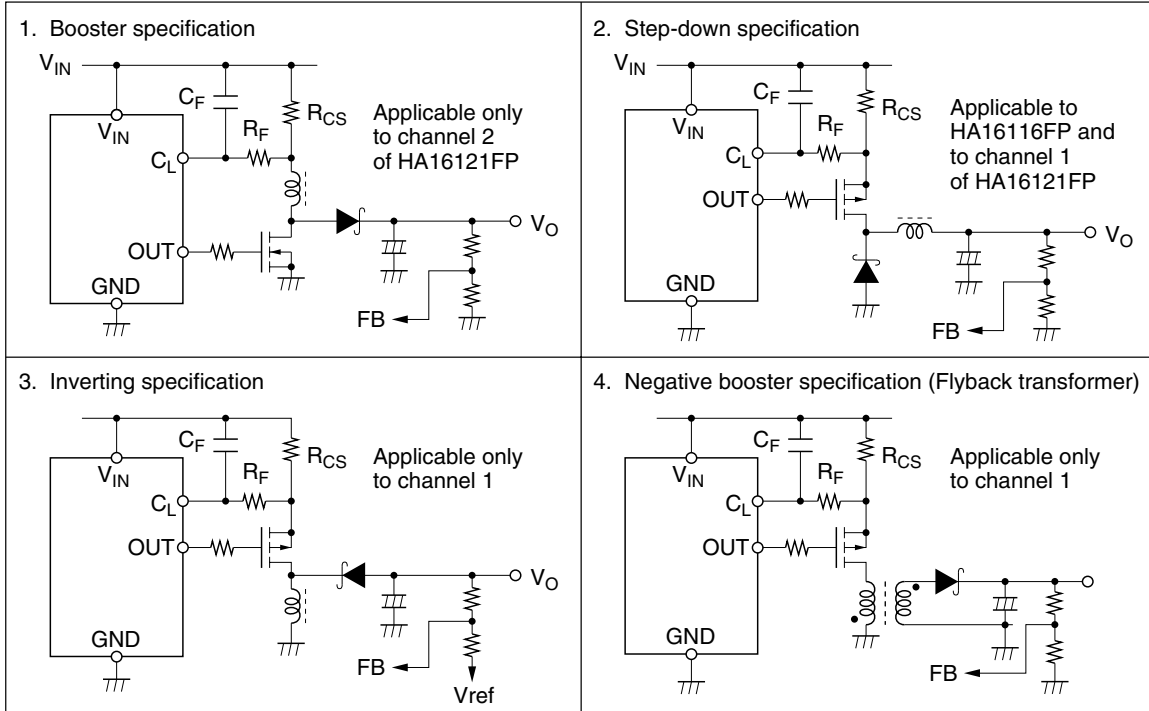 1. Booster specification
V_IN
C_F
R_CS
V_IN
R_F
C_L
Applicable only
to channel 2
of HA16121FP
OUT
V_O
GND
FB
2. Step-down specification
V_IN
C_F
R_CS
V_IN
R_F
C_L
Applicable to
HA16116FP and
to channel 1
of HA16121FP
OUT
V_O
GND
FB
3. Inverting specification
C_F
R_CS
V_IN
R_F
C_L
Applicable only
to channel 1
OUT
V_O
GND
FB
Vref
4. Negative booster specification (Flyback transformer)
C_F
R_CS
V_IN
R_F
C_L
Applicable only
to channel 1
OUT
GND
FB